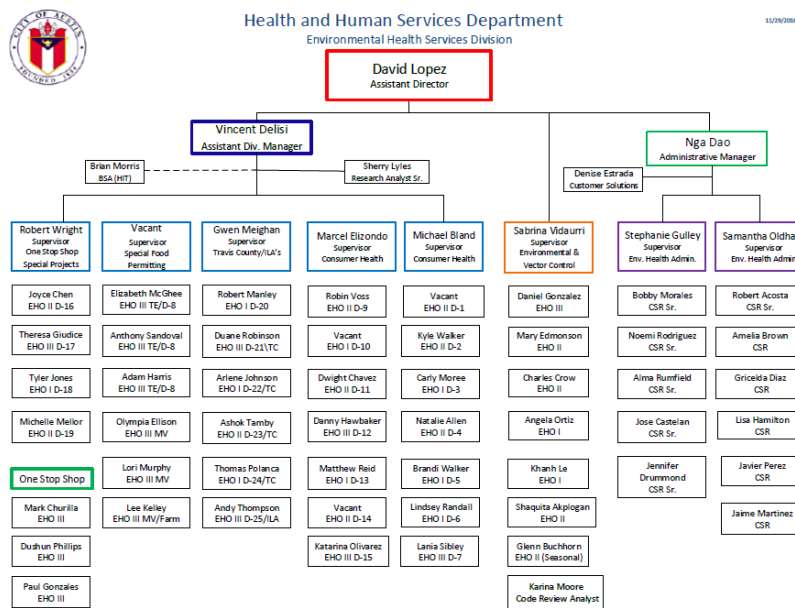 CITY OF AUSTIN
FOUNDED 1839
Health and Human Services Department
Environmental Health Services Division
David Lopez
Assistant Director
Vincent Delisi
Assistant Div. Manager
Nga Dao
Administrative Manager
Brian Morris
BSA (HIT)
Sherry Lyles
Research Analyst Sr.
Denise Estrada
Customer Solutions
Robert Wright
Supervisor
One Stop Shop
Special Projects
Joyce Chen
EHO II D-16
Theresa Giudice
EHO III D-17
Tyler Jones
EHO I D-18
Michelle Mellor
EHO II D-19
One Stop Shop
Mark Churilla
EHO III
Dushun Phillips
EHO III
Paul Gonzales
EHO III
Vacant
Supervisor
Special Food
Permitting
Elizabeth McGhee
EHO III TE/D-8
Anthony Sandoval
EHO III TE/D-8
Adam Harris
EHO III TE/D-8
Olympia Ellison
EHO III MV
Lori Murphy
EHO III MV
Lee Kelley
EHO III MV/Farm
Gwen Meighan
Supervisor
Travis County/ILA's
Robert Manley
EHO I D-20
Duane Robinson
EHO III D-21\TC
Arlene Johnson
EHO I D-22/TC
Ashok Tamby
EHO II D-23/TC
Thomas Polanca
EHO I D-24/TC
Andy Thompson
EHO III D-25/ILA
Marcel Elizondo
Supervisor
Consumer Health
Robin Voss
EHO II D-9
Vacant
EHO I D-10
Dwight Chavez
EHO II D-11
Danny Hawbaker
EHO III D-12
Matthew Reid
EHO I D-13
Vacant
EHO II D-14
Katarina Olivarez
EHO III D-15
Michael Bland
Supervisor
Consumer Health
Vacant
EHO II D-1
Kyle Walker
EHO II D-2
Carly Moree
EHO I D-3
Natalie Allen
EHO II D-4
Brandi Walker
EHO I D-5
Lindsey Randall
EHO I D-6
Lania Sibley
EHO III D-7
Sabrina Vidaurri
Supervisor
Environmental &
Vector Control
Daniel Gonzalez
EHO III
Mary Edmonson
EHO II
Charles Crow
EHO II
Angela Ortiz
EHO I
Khanh Le
EHO I
Shaquita Akplogan
EHO II
Glenn Buchhorn
EHO II (Seasonal)
Karina Moore
Code Review Analyst
Stephanie Gulley
Supervisor
Env. Health Admin.
Bobby Morales
CSR Sr.
Noemi Rodriguez
CSR Sr.
Alma Rumfield
CSR Sr.
Jose Castelan
CSR Sr.
Jennifer
Drummond
CSR Sr.
Samantha Oldha
Supervisor
Env. Health Admin
Robert Acosta
CSR Sr.
Amelia Brown
CSR
Gricelda Diaz
CSR
Lisa Hamilton
CSR
Javier Perez
CSR
Jaime Martinez
CSR